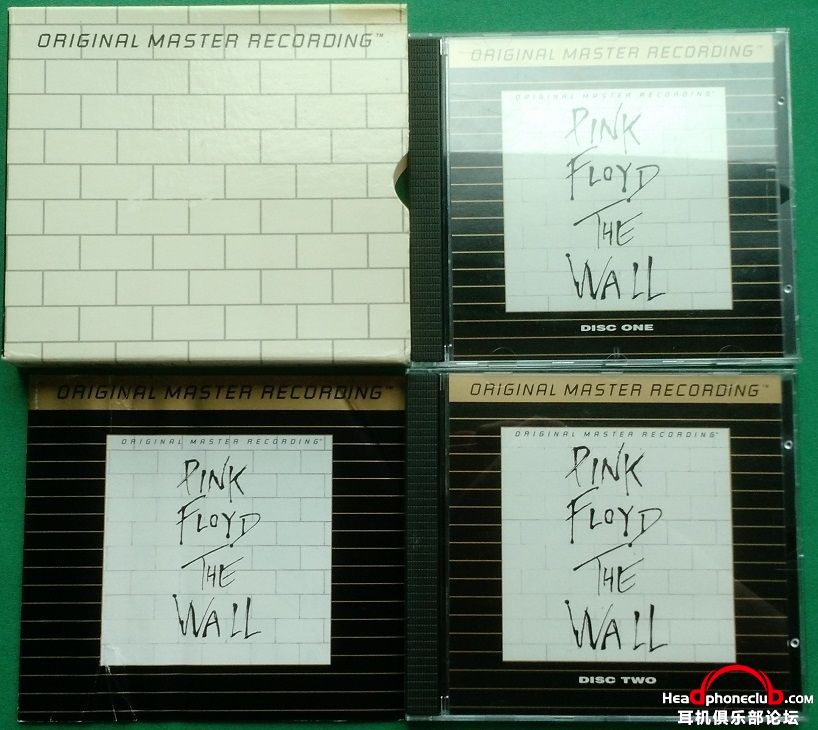 ORIGINAL MASTER RECORDING™
ORIGINAL MASTER RECORDING™
ORIGINAL MASTER RECORDING™
PINK
FLOYD
THE
WALL
DISC ONE
ORIGINAL MASTER RECORDING™
ORIGINAL MASTER RECORDING™
PINK
FLOYD
THE
WALL
ORIGINAL MASTER RECORDING™
ORIGINAL MASTER RECORDING™
PINK
FLOYD
THE
WALL
DISC TWO
Headphoneclub.com
耳机俱乐部论坛